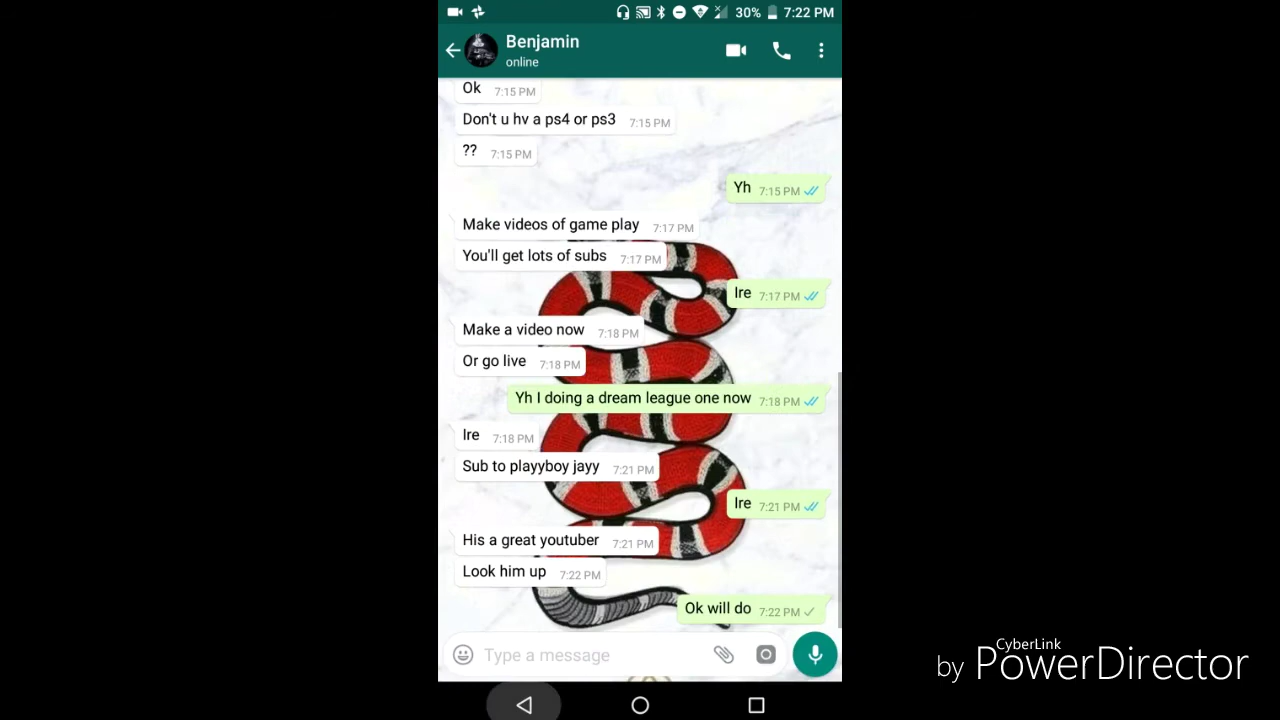 30% 7:22 PM
Benjamin
online
Ok 7:15 PM
Don't u hv a ps4 or ps3 7:15 PM
?? 7:15 PM
Yh 7:15 PM
Make videos of game play 7:17 PM
You'll get lots of subs 7:17 PM
Ire 7:17 PM
Make a video now 7:18 PM
Or go live 7:18 PM
Yh I doing a dream league one now 7:18 PM
Ire 7:18 PM
Sub to playyboy jayy 7:21 PM
Ire 7:21 PM
His a great youtuber 7:21 PM
Look him up 7:22 PM
Ok will do 7:22 PM
Type a message
CyberLink
by PowerDirector